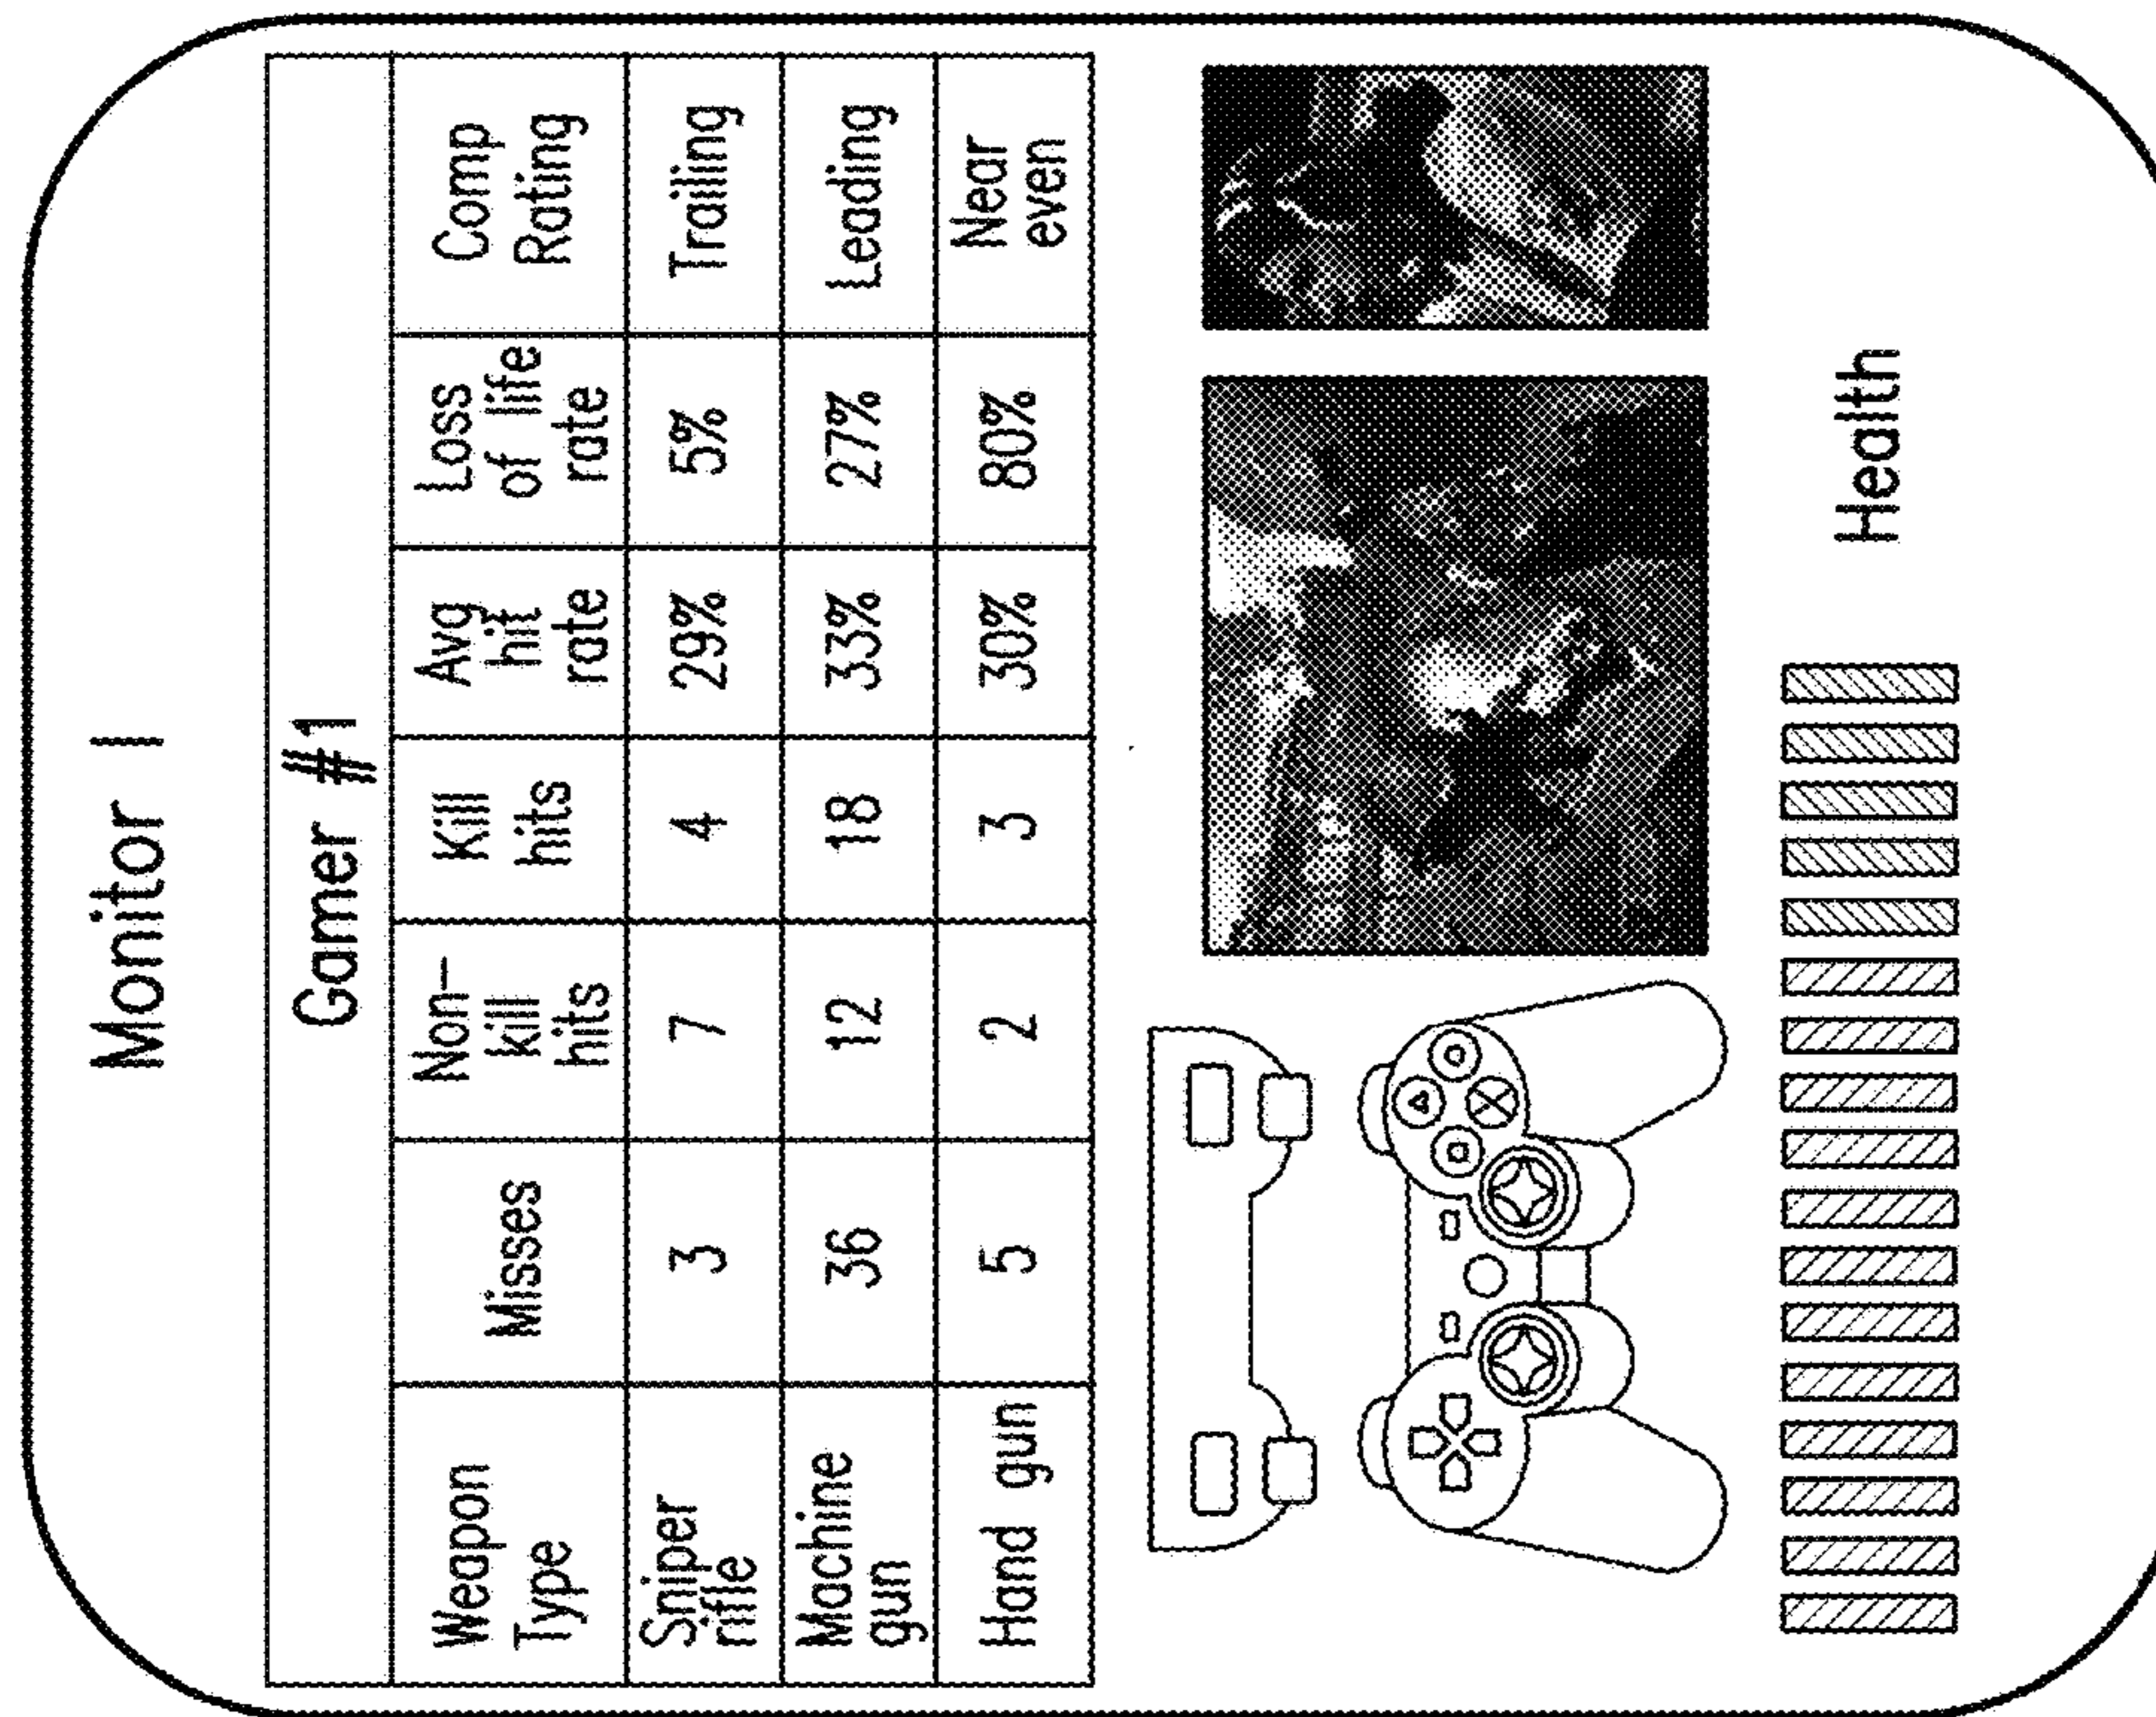 Monitor I
Gamer #1
Weapon Type Misses Non-kill hits Kill hits Avg hit rate Loss of life rate Comp Rating
Sniper rifle 3 7 4 29% 5% Trailing
Machine gun 36 12 18 33% 27% Leading
Hand gun 5 2 3 30% 80% Near even
Health